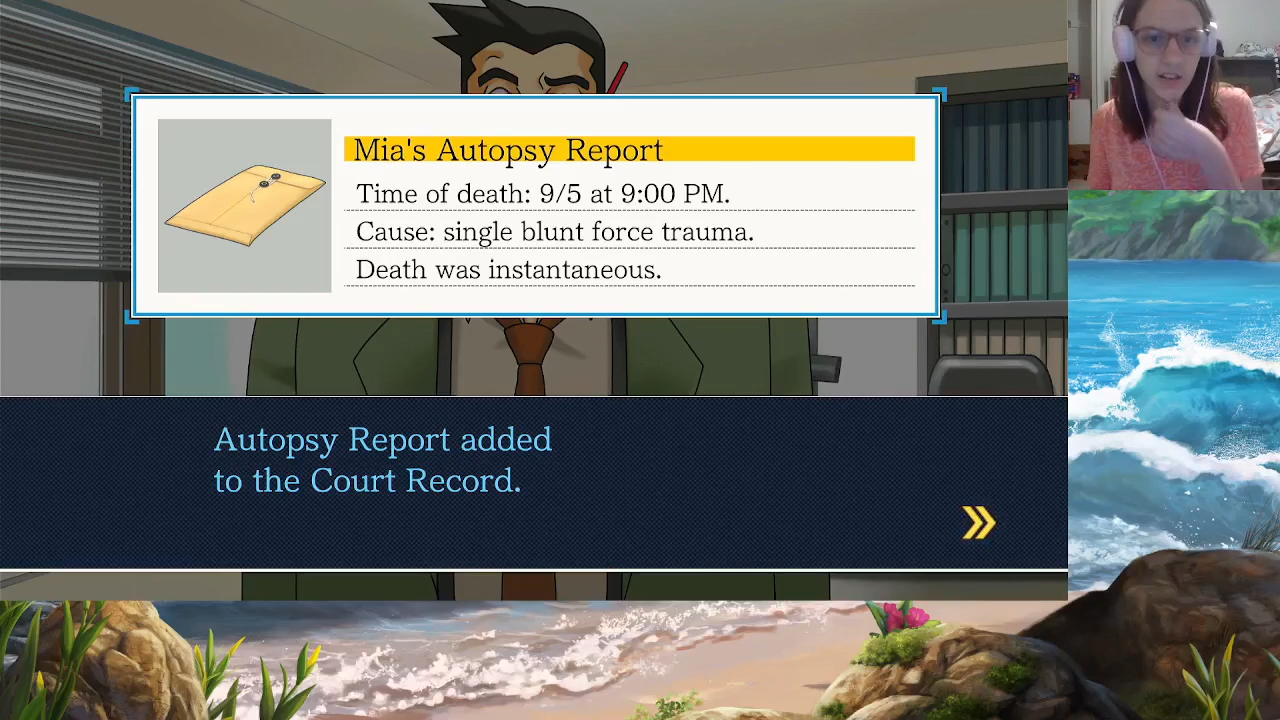 Mia's Autopsy Report
Time of death: 9/5 at 9:00 PM.
Cause: single blunt force trauma.
Death was instantaneous.
Autopsy Report added
to the Court Record.